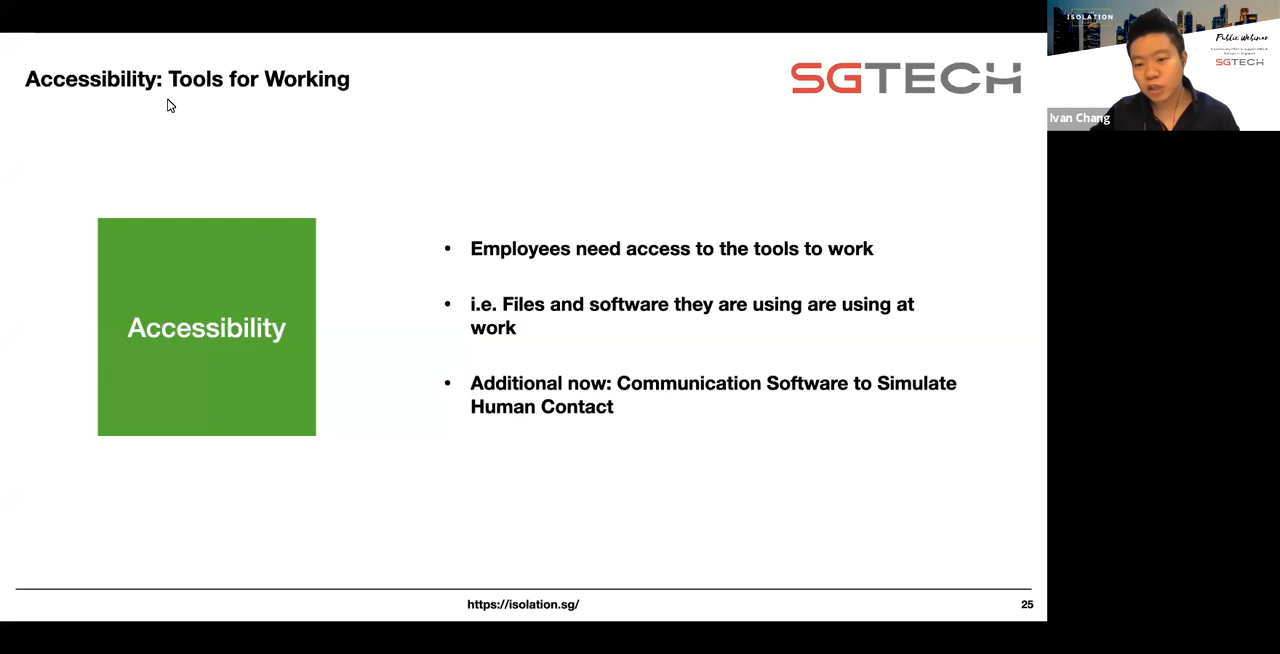 Accessibility: Tools for Working
SGTECH
Accessibility
• Employees need access to the tools to work
• i.e. Files and software they are using are using at
work
• Additional now: Communication Software to Simulate
Human Contact
https://isolation.sg/
25
ISOLATION
Public Webinar
SGTECH
Ivan Chang